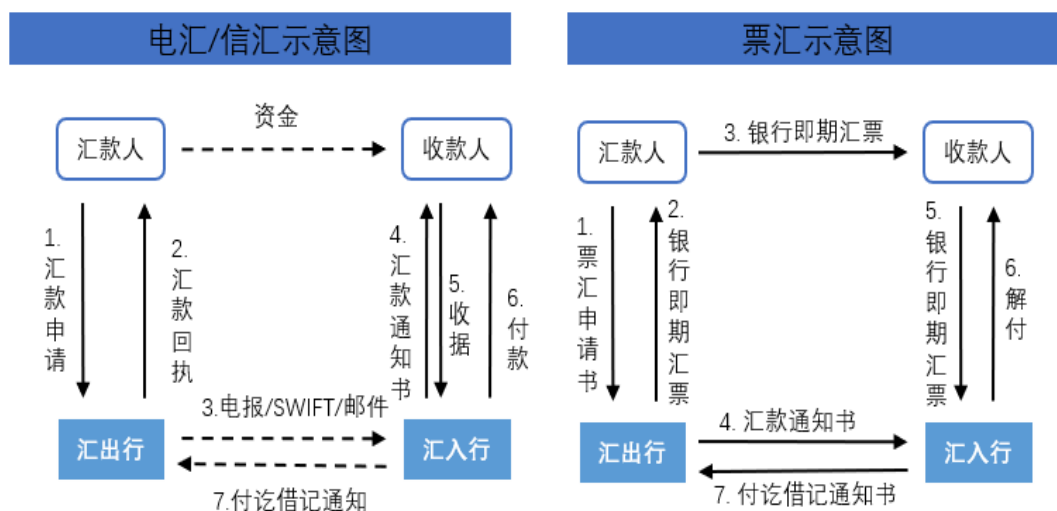 电汇/信汇示意图
资金
汇款人
收款人
1.汇款申请
2.汇款回执
4.汇款通知书
5.收据
6.付款
3.电报/SWIFT/邮件
汇出行
汇入行
7.付讫借记通知
票汇示意图
汇款人
3. 银行即期汇票
收款人
1.票汇申请书
2.银行即期汇票
5.银行即期汇票
6.解付
4. 汇款通知书
汇出行
汇入行
7. 付讫借记通知书